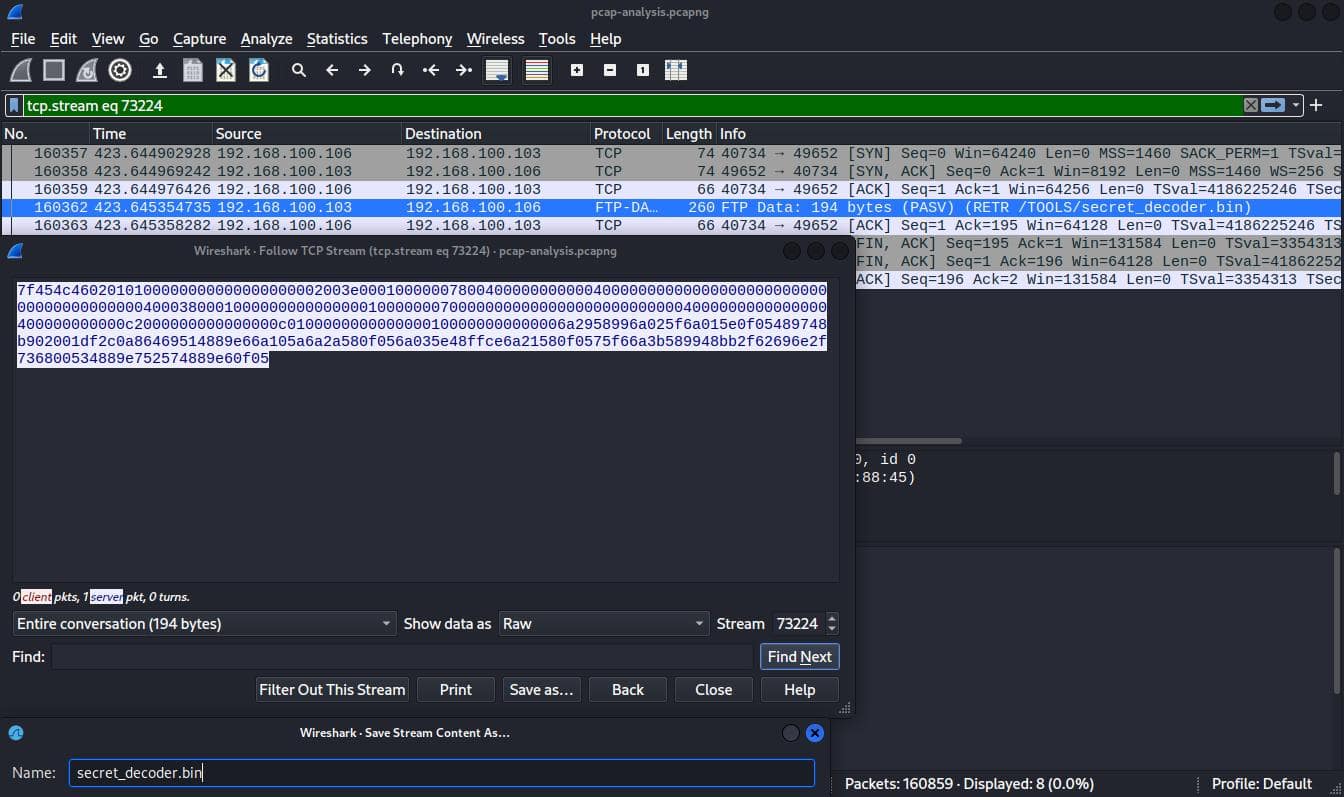 pcap-analysis.pcapng
File Edit View Go Capture Analyze Statistics Telephony Wireless Tools Help
tcp.stream eq 73224
No. Time Source Destination Protocol Length Info
160357 423.644902928 192.168.100.106 192.168.100.103 TCP 74 40734 → 49652 [SYN] Seq=0 Win=64240 Len=0 MSS=1460 SACK_PERM=1 TSval=
160358 423.644969242 192.168.100.103 192.168.100.106 TCP 74 49652 → 40734 [SYN, ACK] Seq=0 Ack=1 Win=8192 Len=0 MSS=1460 WS=256 S
160359 423.644976426 192.168.100.106 192.168.100.103 TCP 66 40734 → 49652 [ACK] Seq=1 Ack=1 Win=64256 Len=0 TSval=4186225246 TSec
160362 423.645354735 192.168.100.103 192.168.100.106 FTP-DA… 260 FTP Data: 194 bytes (PASV) (RETR /TOOLS/secret_decoder.bin)
160363 423.645358282 192.168.100.106 192.168.100.103 TCP 66 40734 → 49652 [ACK] Seq=1 Ack=195 Win=64128 Len=0 TSval=4186225246 TS
FIN, ACK] Seq=195 Ack=1 Win=131584 Len=0 TSval=3354313
FIN, ACK] Seq=1 Ack=196 Win=64128 Len=0 TSval=41862252
ACK] Seq=196 Ack=2 Win=131584 Len=0 TSval=3354313 TSec
Wireshark · Follow TCP Stream (tcp.stream eq 73224) · pcap-analysis.pcapng
736800534889e752574889e60f05
0, id 0
:88:45)
0 client pkts, 1 server pkt, 0 turns.
Entire conversation (194 bytes) Show data as Raw Stream 73224
Find: Find Next
Filter Out This Stream Print Save as… Back Close Help
Wireshark · Save Stream Content As…
Name: secret_decoder.bin
Packets: 160859 · Displayed: 8 (0.0%) Profile: Default